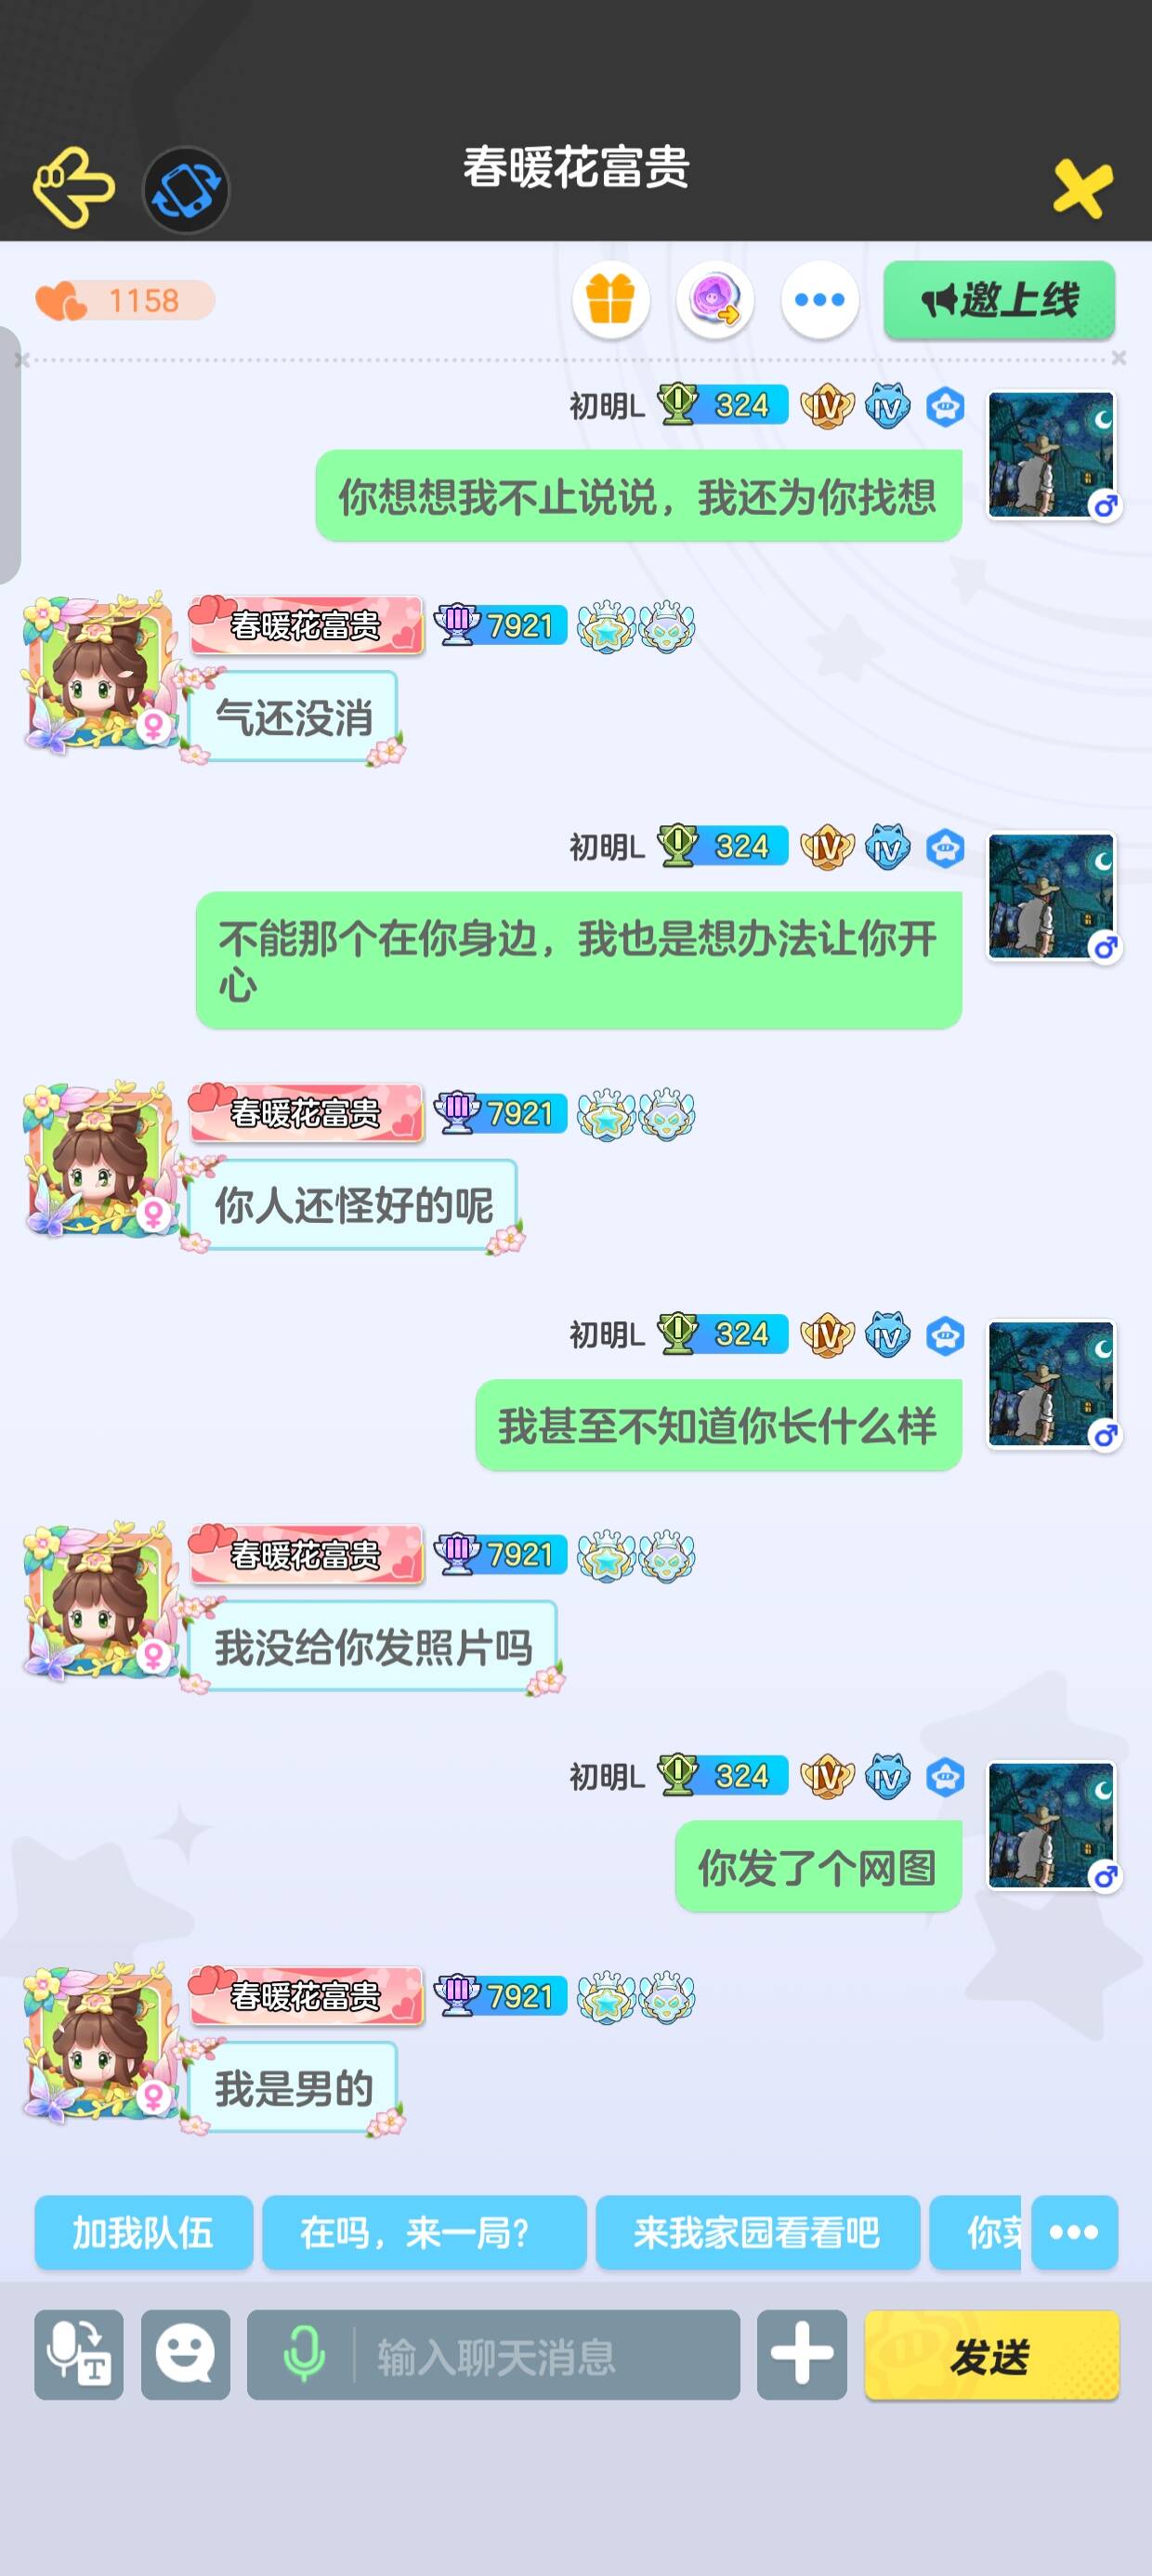 春暖花富贵
1158
邀上线
初明L I 324 IV IV
你想想我不止说说，我还为你找想
春暖花富贵 III 7921
气还没消
初明L I 324 IV IV
不能那个在你身边，我也是想办法让你开
心
春暖花富贵 III 7921
你人还怪好的呢
初明L I 324 IV IV
我甚至不知道你长什么样
春暖花富贵 III 7921
我没给你发照片吗
初明L I 324 IV IV
你发了个网图
春暖花富贵 III 7921
我是男的
加我队伍 在吗，来一局？ 来我家园看看吧 你
T 输入聊天消息 发送